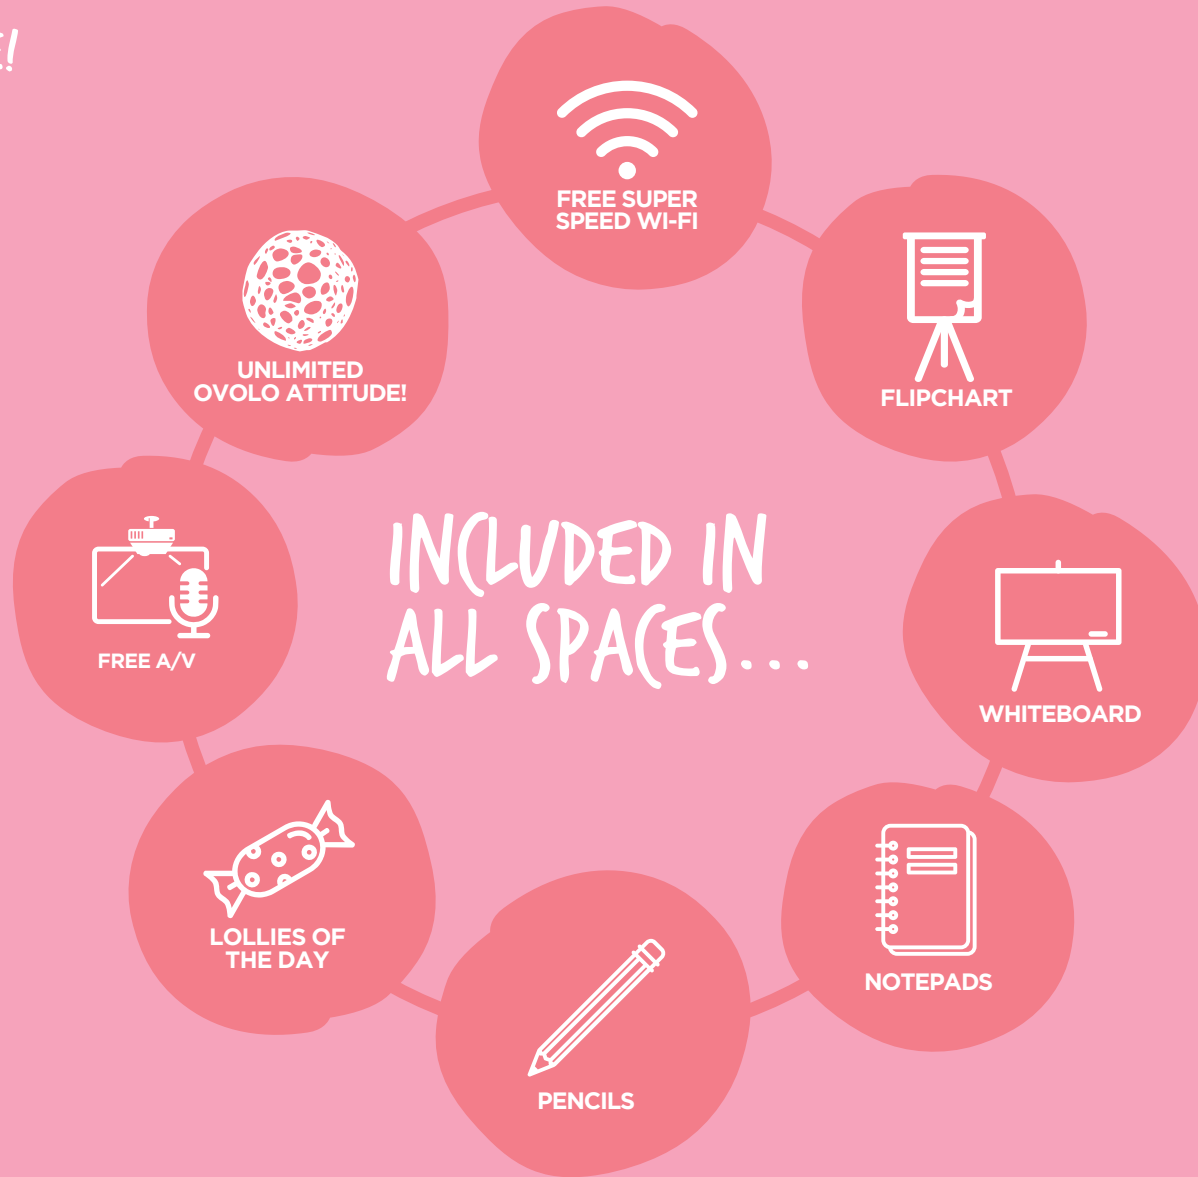 FREE SUPER
SPEED WI-FI
FLIPCHART
WHITEBOARD
NOTEPADS
PENCILS
LOLLIES OF
THE DAY
FREE A/V
UNLIMITED
OVOLO ATTITUDE!
INCLUDED IN
ALL SPACES...